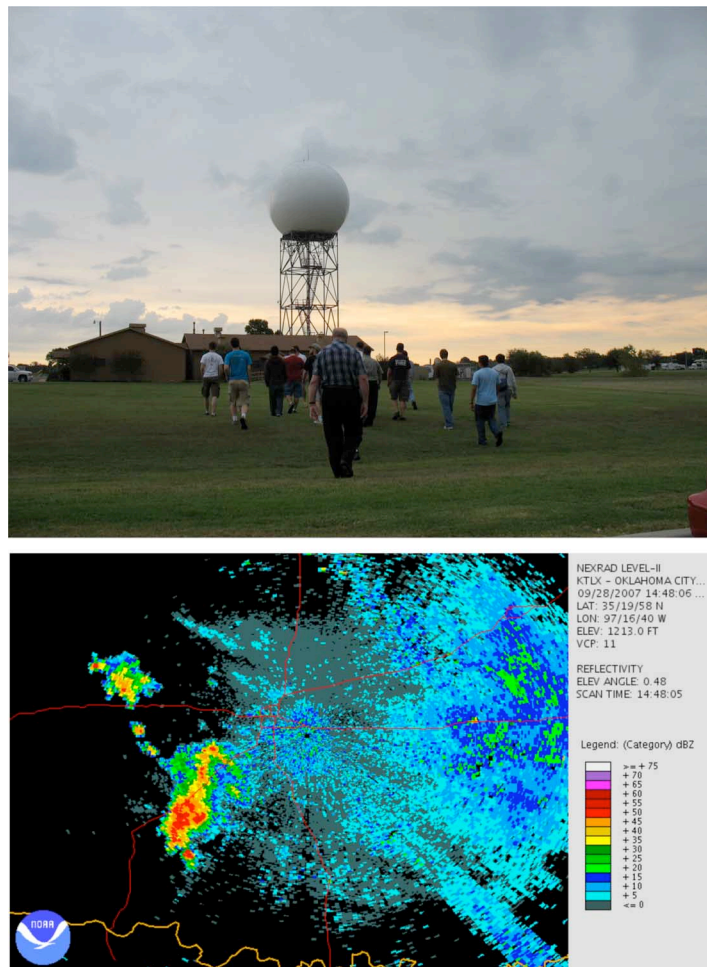 NEXRAD LEVEL-II
KTLX - OKLAHOMA CITY...
09/28/2007 14:48:06 ...
LAT: 35/19/58 N
LON: 97/16/40 W
ELEV: 1213.0 FT
VCP: 11
REFLECTIVITY
ELEV ANGLE: 0.48
SCAN TIME: 14:48:05
Legend: (Category) dBZ
>= + 75
+ 70
+ 65
+ 60
+ 55
+ 50
+ 45
+ 40
+ 35
+ 30
+ 25
+ 20
+ 15
+ 10
+ 5
<= 0
NOAA